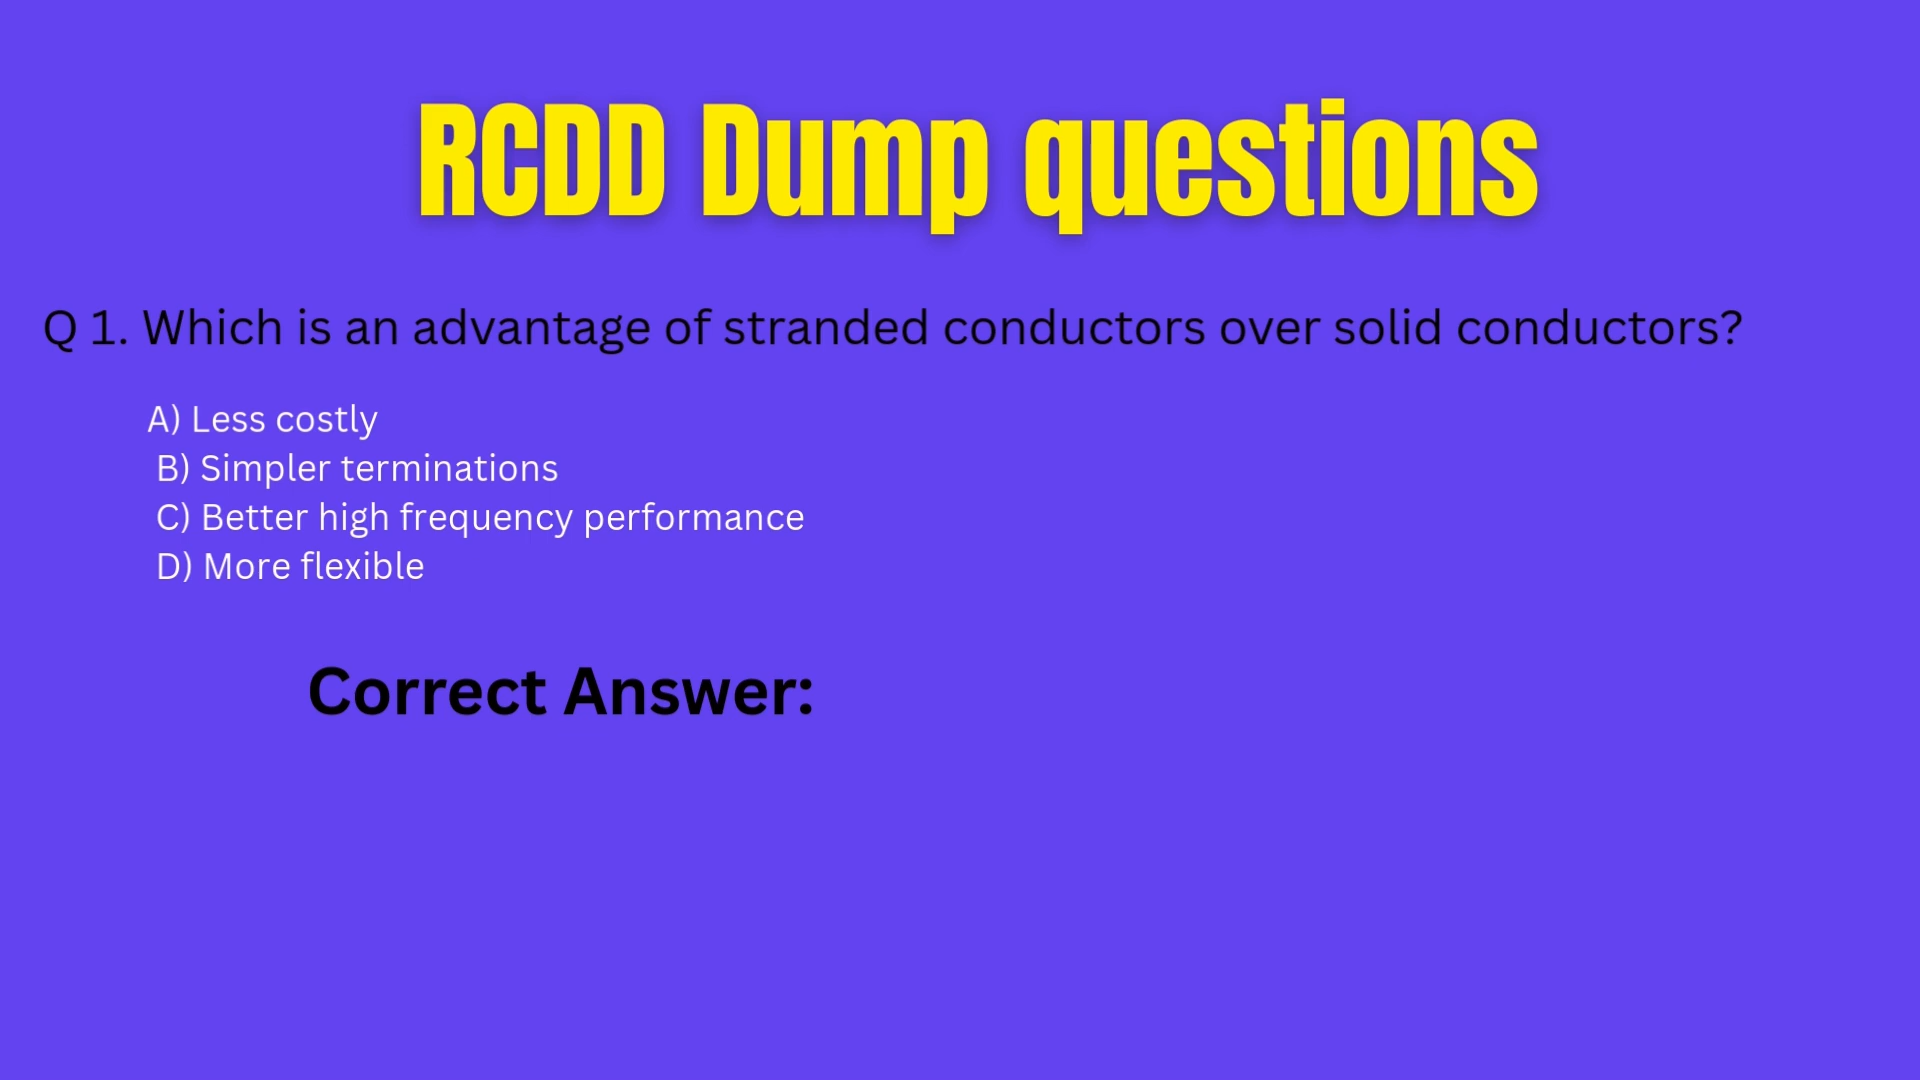 RCDD Dump questions
Q 1. Which is an advantage of stranded conductors over solid conductors?
A) Less costly
B) Simpler terminations
C) Better high frequency performance
D) More flexible
Correct Answer: